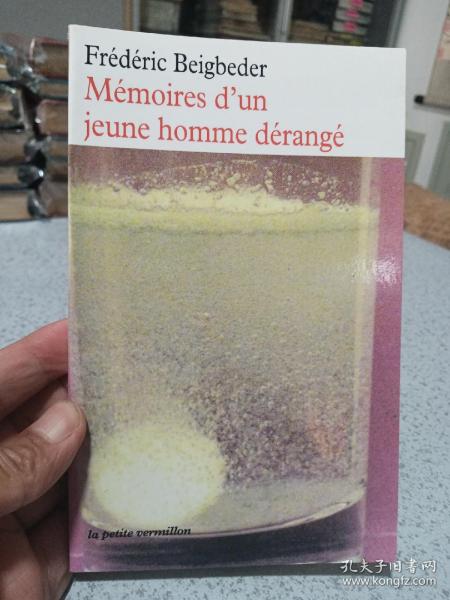 Frédéric Beigbeder
Mémoires d'un
jeune homme dérangé
la petite vermillon
孔夫子旧书网
www.kongfz.com